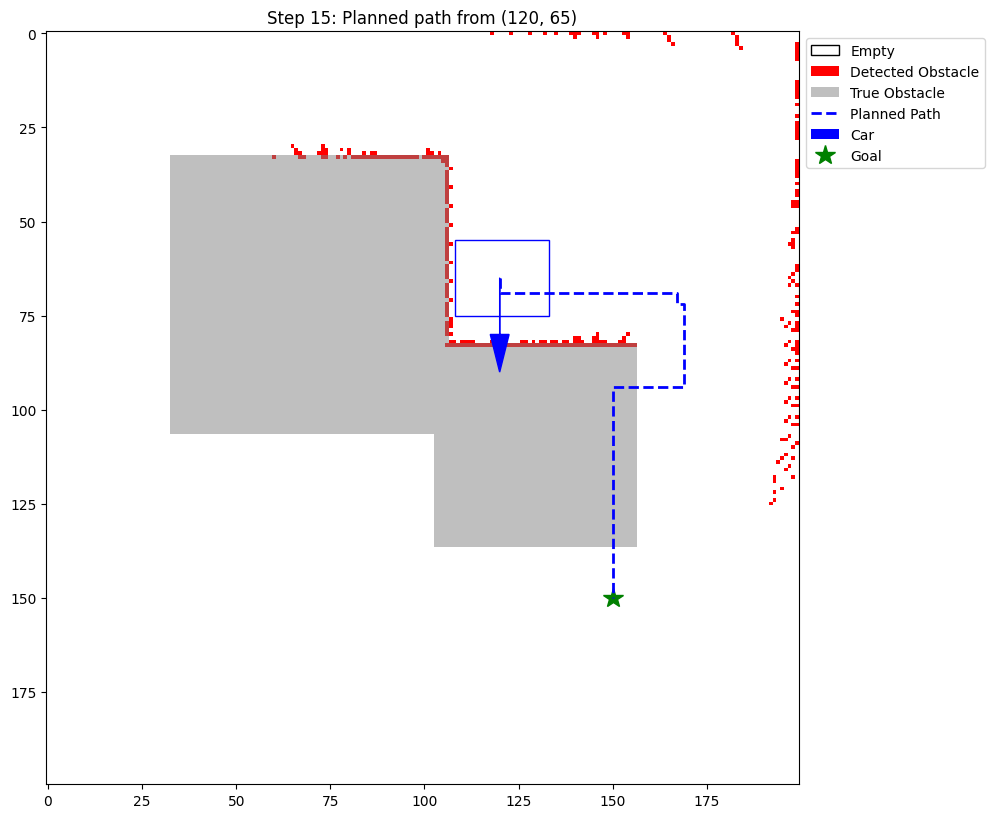 Step 15: Planned path from (120, 65)
0
25
50
75
100
125
150
175
0
25
50
75
100
125
150
175
Empty
Detected Obstacle
True Obstacle
Planned Path
Car
Goal